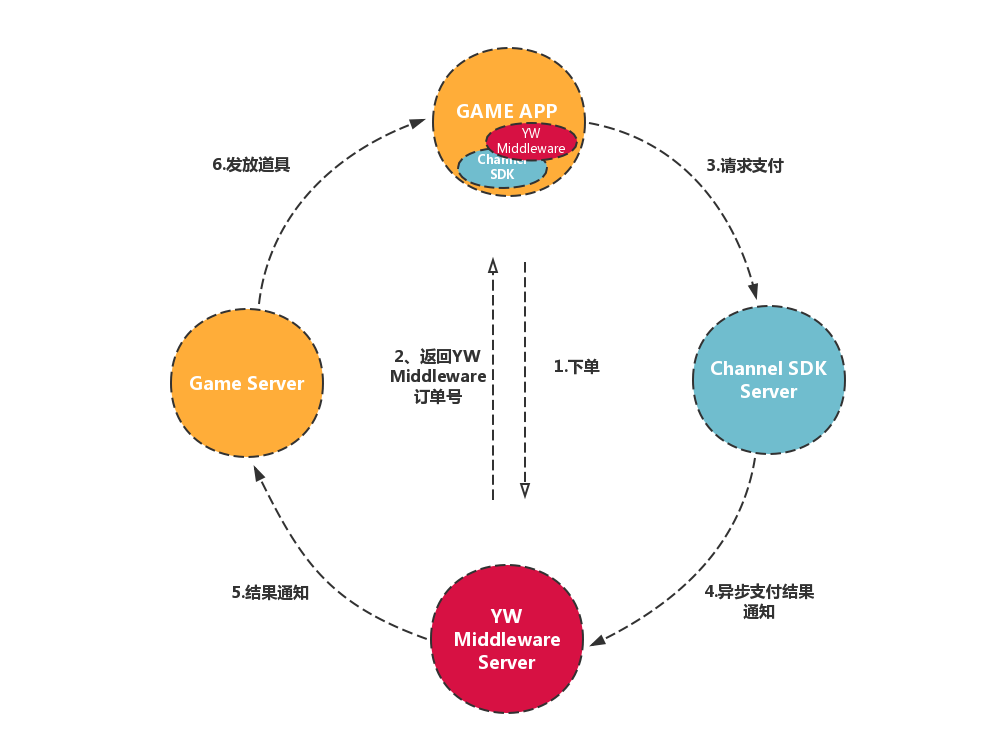 GAME APP
YW
Middleware
Channel
SDK
6.发放道具
3.请求支付
2、返回YW
Middleware
订单号
1.下单
Game Server
Channel SDK
Server
5.结果通知
4.异步支付结果
通知
YW
Middleware
Server